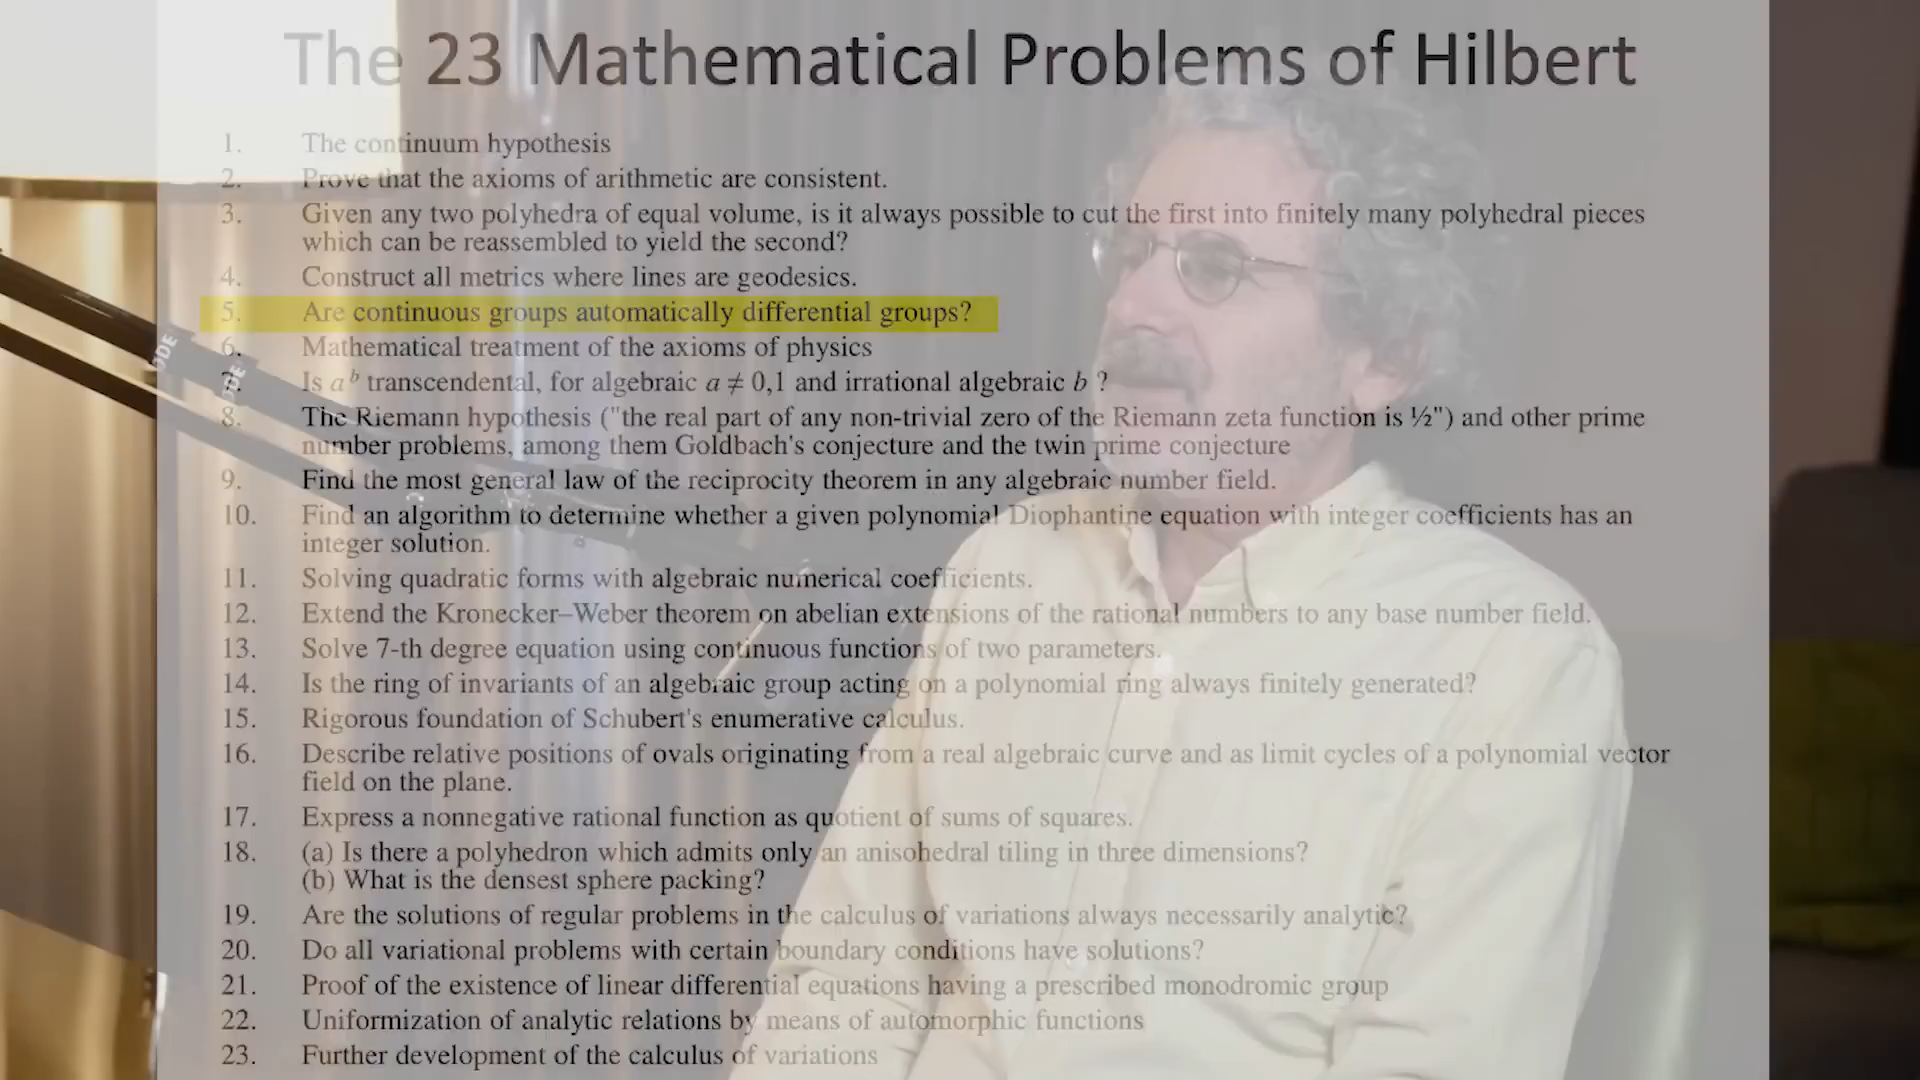 The 23 Mathematical Problems of Hilbert
1. The continuum hypothesis
2. Prove that the axioms of arithmetic are consistent.
3. Given any two polyhedra of equal volume, is it always possible to cut the first into finitely many polyhedral pieces
which can be reassembled to yield the second?
4. Construct all metrics where lines are geodesics.
5. Are continuous groups automatically differential groups?
6. Mathematical treatment of the axioms of physics
7. Is a^b transcendental, for algebraic a ≠ 0,1 and irrational algebraic b ?
8. The Riemann hypothesis ("the real part of any non-trivial zero of the Riemann zeta function is ½") and other prime
number problems, among them Goldbach's conjecture and the twin prime conjecture
9. Find the most general law of the reciprocity theorem in any algebraic number field.
10. Find an algorithm to determine whether a given polynomial Diophantine equation with integer coefficients has an
integer solution.
11. Solving quadratic forms with algebraic numerical coefficients.
12. Extend the Kronecker–Weber theorem on abelian extensions of the rational numbers to any base number field.
13. Solve 7-th degree equation using continuous functions of two parameters.
14. Is the ring of invariants of an algebraic group acting on a polynomial ring always finitely generated?
15. Rigorous foundation of Schubert's enumerative calculus.
16. Describe relative positions of ovals originating from a real algebraic curve and as limit cycles of a polynomial vector
field on the plane.
17. Express a nonnegative rational function as quotient of sums of squares.
18. (a) Is there a polyhedron which admits only an anisohedral tiling in three dimensions?
(b) What is the densest sphere packing?
19. Are the solutions of regular problems in the calculus of variations always necessarily analytic?
20. Do all variational problems with certain boundary conditions have solutions?
21. Proof of the existence of linear differential equations having a prescribed monodromic group
22. Uniformization of analytic relations by means of automorphic functions
23. Further development of the calculus of variations